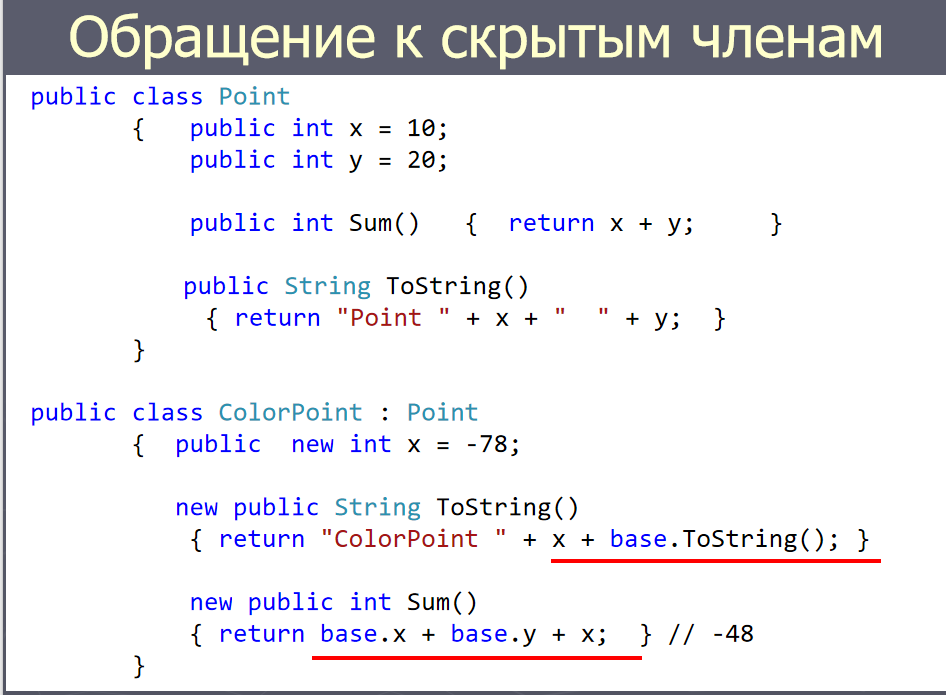 Обращение к скрытым членам
public class Point
{ public int x = 10;
public int y = 20;
public int Sum() { return x + y; }
public String ToString()
{ return "Point " + x + "  " + y; }
}
public class ColorPoint : Point
{ public new int x = -78;
new public String ToString()
{ return "ColorPoint " + x + base.ToString(); }
new public int Sum()
{ return base.x + base.y + x; } // -48
}